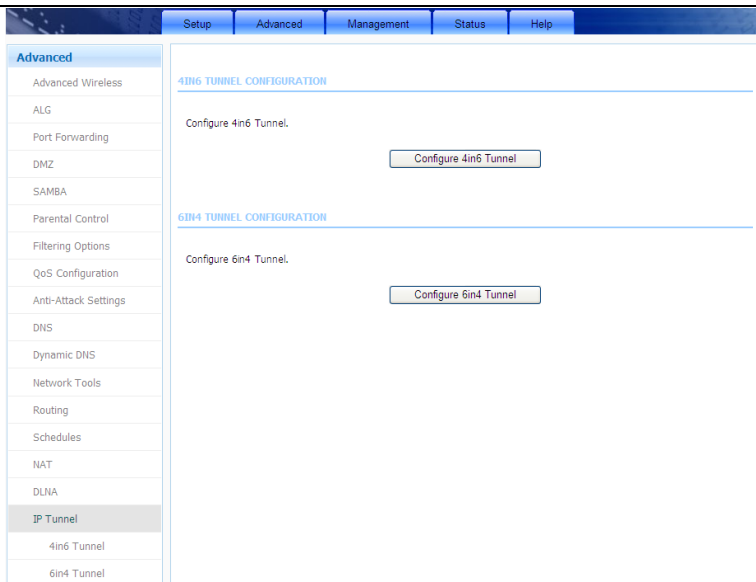 Setup Advanced Management Status Help
Advanced
Advanced Wireless
ALG
Port Forwarding
DMZ
SAMBA
Parental Control
Filtering Options
QoS Configuration
Anti-Attack Settings
DNS
Dynamic DNS
Network Tools
Routing
Schedules
NAT
DLNA
IP Tunnel
4in6 Tunnel
6in4 Tunnel
4IN6 TUNNEL CONFIGURATION
Configure 4in6 Tunnel.
Configure 4in6 Tunnel
6IN4 TUNNEL CONFIGURATION
Configure 6in4 Tunnel.
Configure 6in4 Tunnel